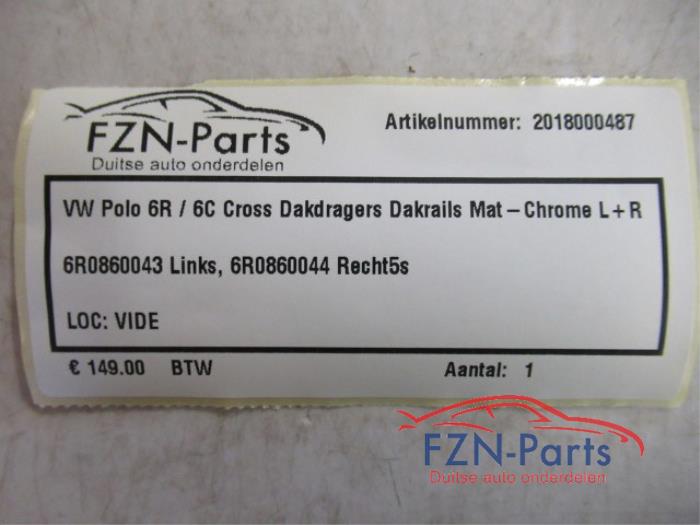 FZN-Parts
Duitse auto onderdelen
Artikelnummer: 2018000487
VW Polo 6R / 6C Cross Dakdragers Dakrails Mat-Chrome L+R
6R0860043 Links, 6R0860044 Recht5s
LOC: VIDE
€ 149.00 BTW
Aantal: 1
FZN-Parts
Duitse auto onderdelen